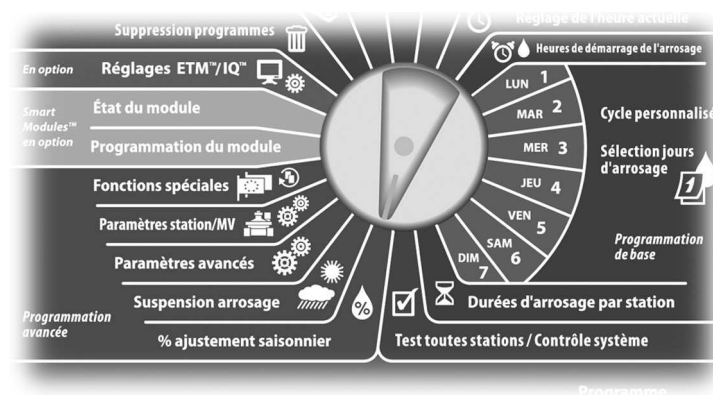 Réglage de l'heure actuelle
Suppression programmes
Heures de démarrage de l'arrosage
En option
Réglages ETM™/IQ™
LUN 1
MAR 2
MER 3
JEU 4
VEN 5
SAM 6
DIM 7
Smart
Modules™
en option
État du module
Programmation du module
Cycle personnalisé
Sélection jours
d'arrosage
1
Fonctions spéciales
Paramètres station/MV
Paramètres avancés
Programmation
de base
Suspension arrosage
%
Durées d'arrosage par station
Programmation
avancée
% ajustement saisonnier
Test toutes stations / Contrôle système
Programme